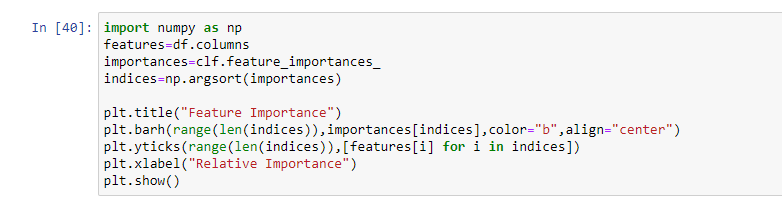 In [40]: import numpy as np
features=df.columns
importances=clf.feature_importances_
indices=np.argsort(importances)

plt.title("Feature Importance")
plt.barh(range(len(indices)),importances[indices],color="b",align="center")
plt.yticks(range(len(indices)),[features[i] for i in indices])
plt.xlabel("Relative Importance")
plt.show()